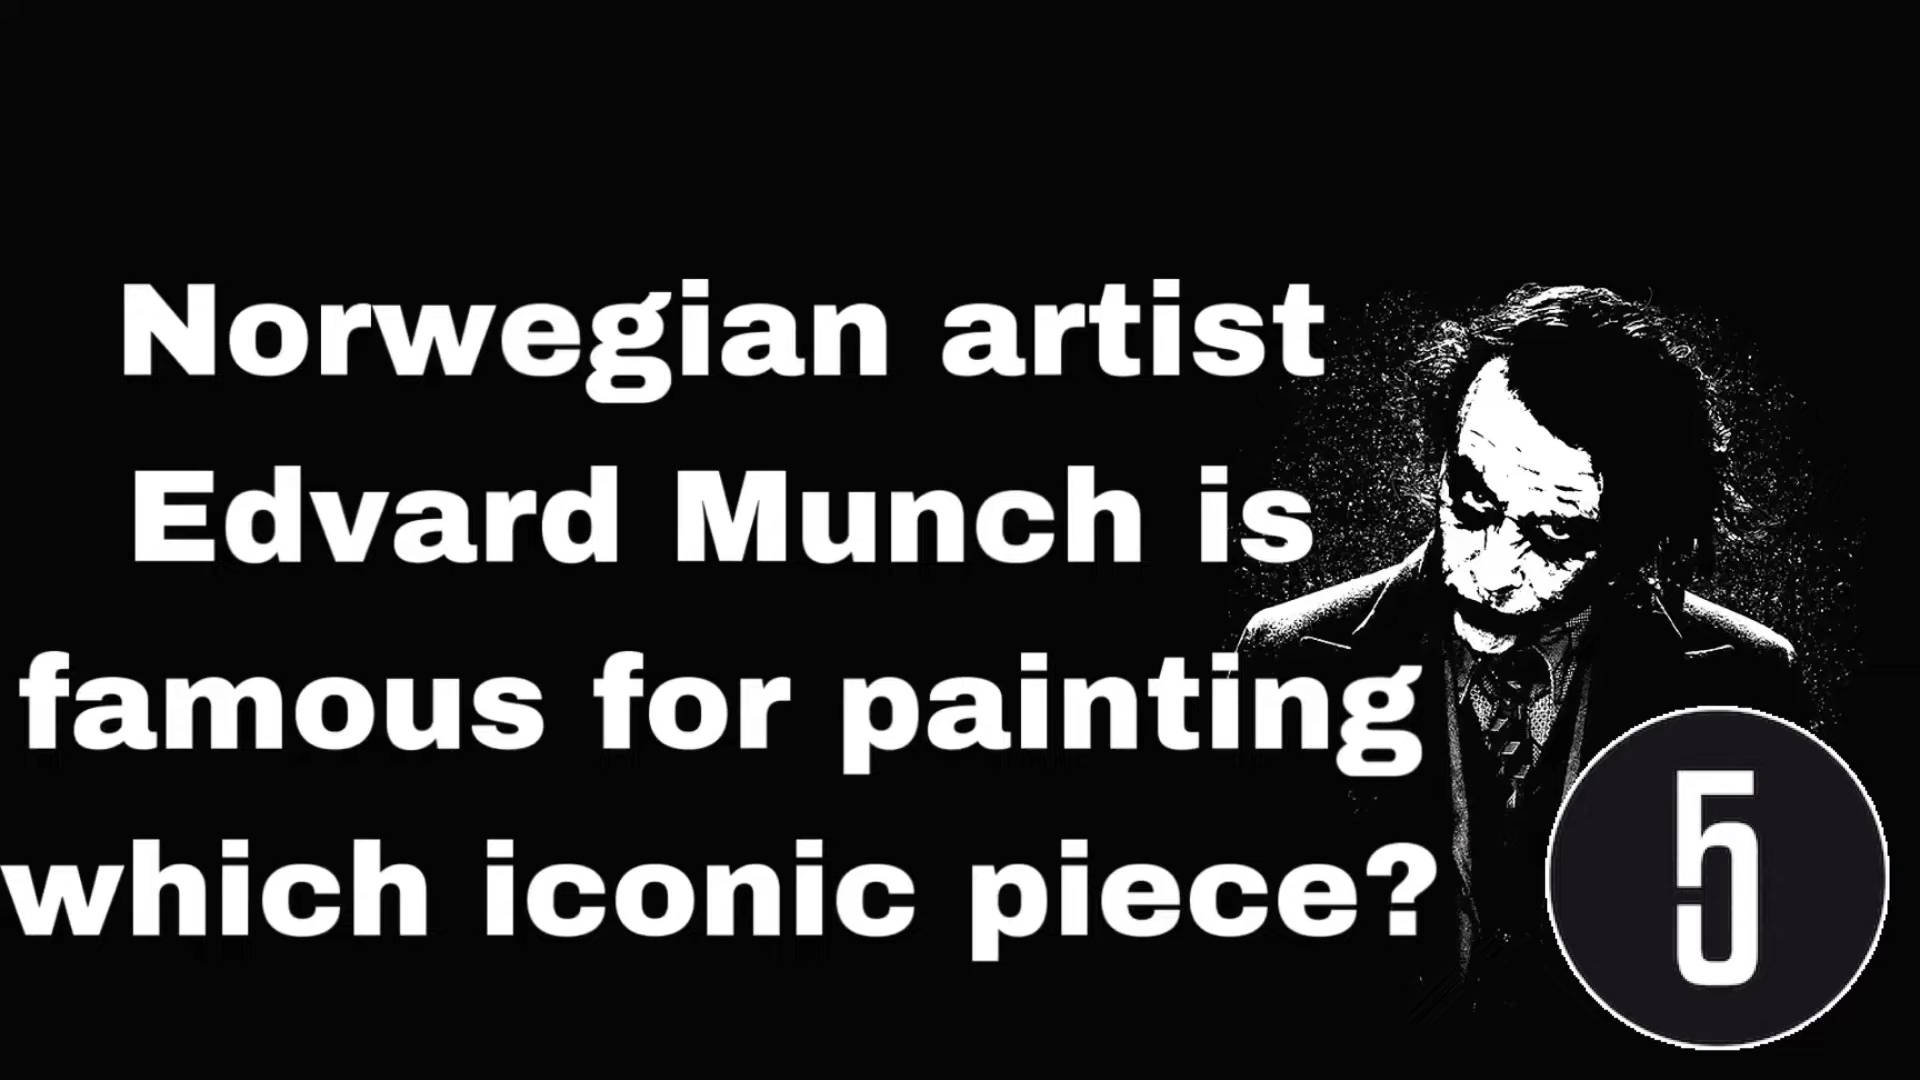 Norwegian artist
Edvard Munch is
famous for painting
which iconic piece?
5